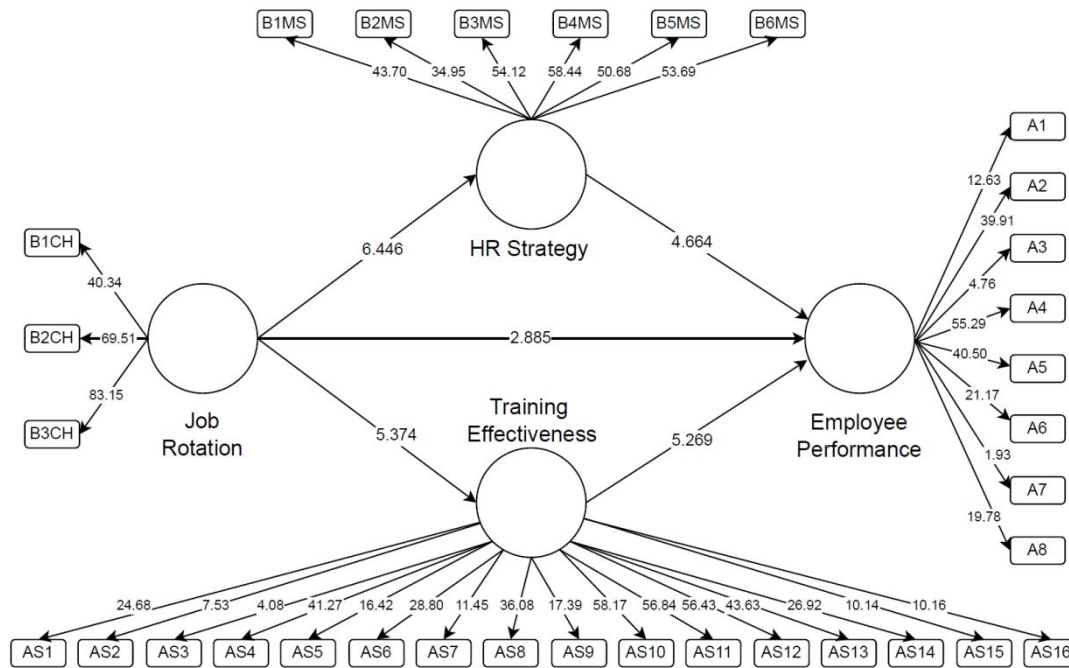 B1MS B2MS B3MS B4MS B5MS B6MS
43.70 34.95 54.12 58.44 50.68 53.69
HR Strategy
B1CH
B2CH
B3CH
40.34
69.51
83.15
Job
Rotation
6.446
4.664
2.885
5.374
5.269
Training
Effectiveness
Employee
Performance
A1
A2
A3
A4
A5
A6
A7
A8
12.63
39.91
4.76
55.29
40.50
21.17
1.93
19.78
24.68 7.53 4.08 41.27 16.42 28.80 11.45 36.08 17.39 58.17 56.84 56.43 43.63 26.92 10.14 10.16
AS1 AS2 AS3 AS4 AS5 AS6 AS7 AS8 AS9 AS10 AS11 AS12 AS13 AS14 AS15 AS16